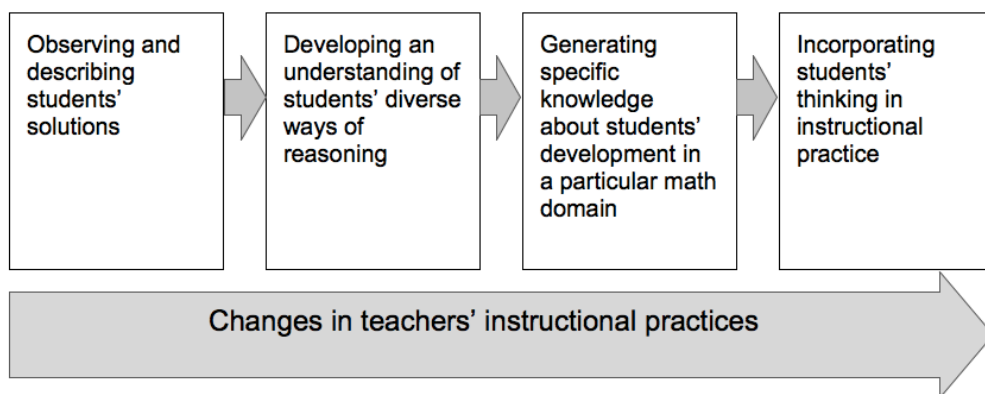 Observing and
describing
students’
solutions
Developing an
understanding of
students’ diverse
ways of
reasoning
Generating
specific
knowledge
about students’
development in
a particular math
domain
Incorporating
students’
thinking in
instructional
practice
Changes in teachers’ instructional practices